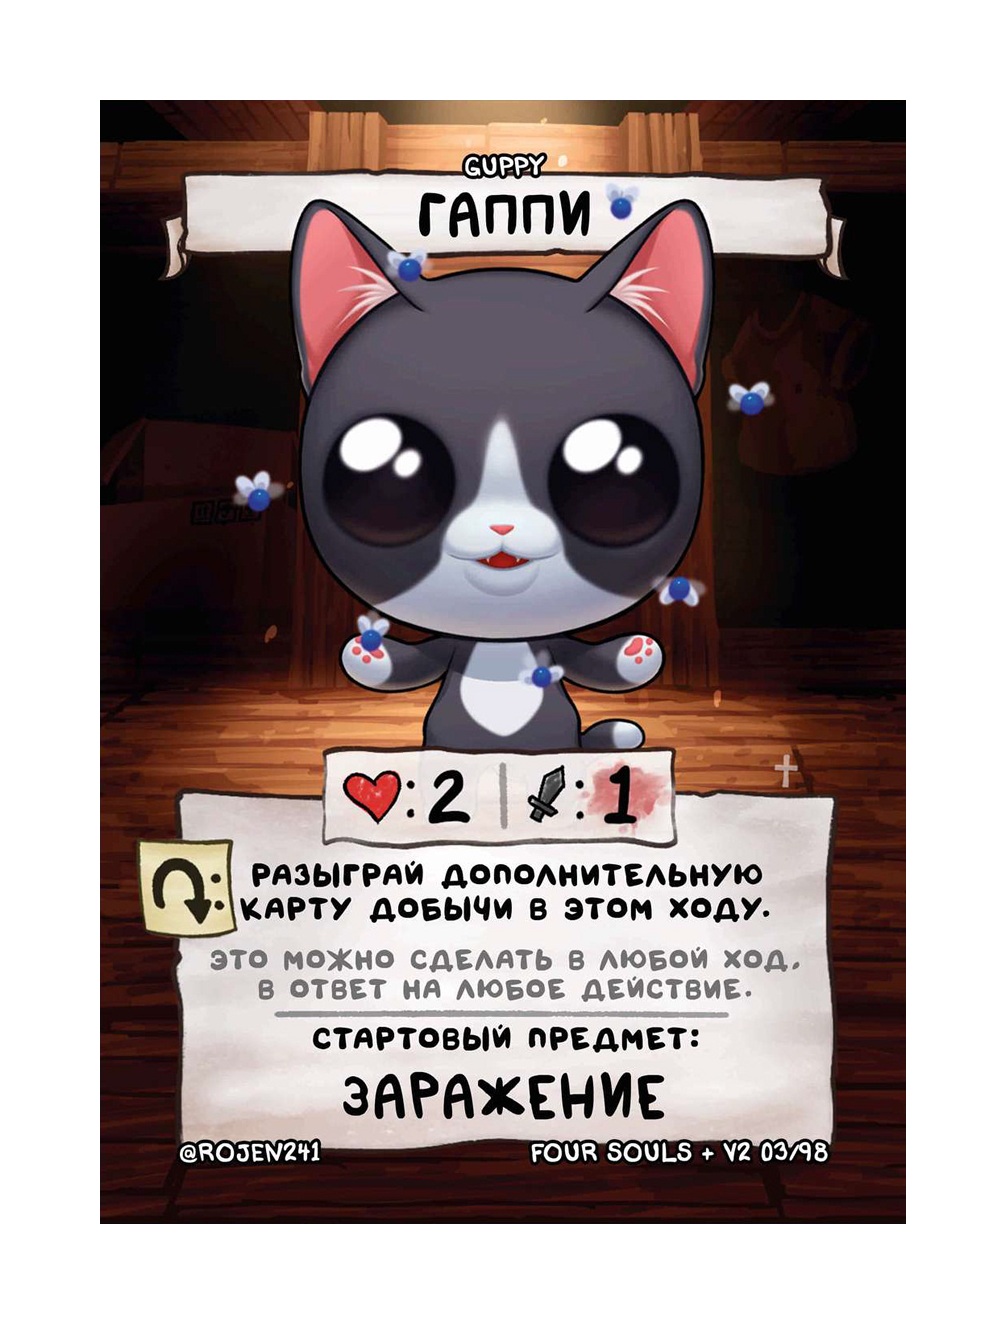 GUPPY
ГАППИ
: 2 | : 1
: РАЗЫГРАЙ ДОПОЛНИТЕЛЬНУЮ
КАРТУ ДОБЫЧИ В ЭТОМ ХОДУ.
ЭТО МОЖНО СДЕЛАТЬ В ЛЮБОЙ ХОД,
В ОТВЕТ НА ЛЮБОЕ ДЕЙСТВИЕ.
СТАРТОВЫЙ ПРЕДМЕТ:
ЗАРАЖЕНИЕ
@ROJEN241
FOUR SOULS + V2 03/98